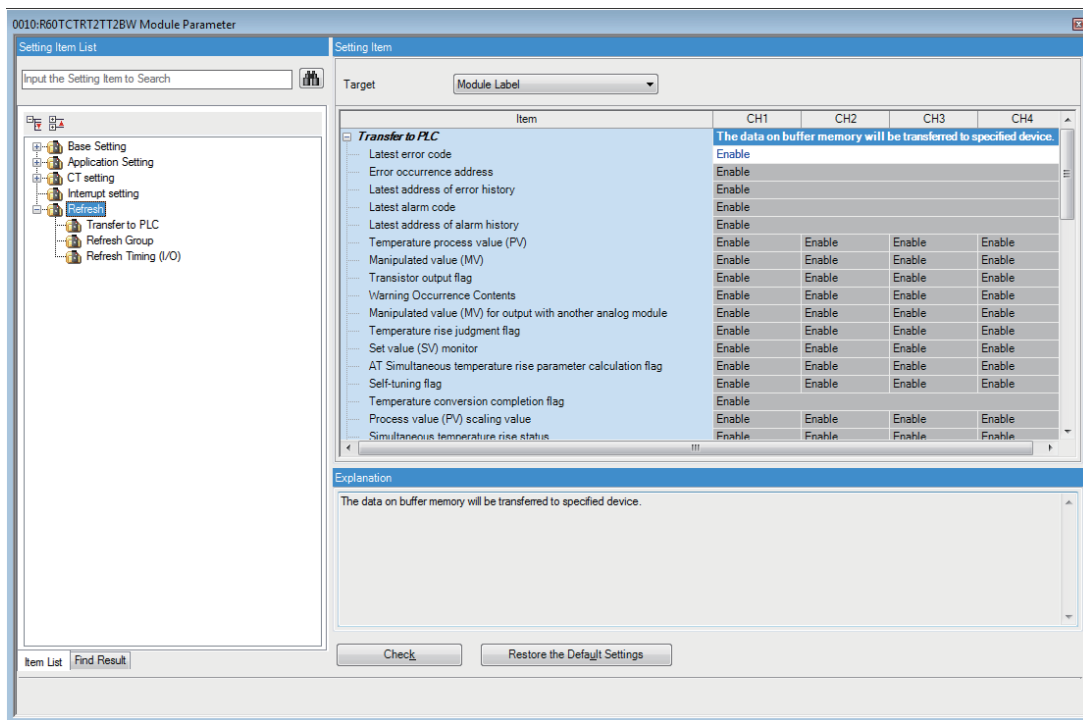 0010:R60TCTRT2TT2BW Module Parameter
Setting Item List
Input the Setting Item to Search
Base Setting
Application Setting
CT setting
Interrupt setting
Refresh
Transfer to PLC
Refresh Group
Refresh Timing (I/O)
Item List Find Result
Setting Item
Target Module Label
Item CH1 CH2 CH3 CH4
Transfer to PLC The data on buffer memory will be transferred to specified device.
Latest error code Enable
Error occurrence address Enable
Latest address of error history Enable
Latest alarm code Enable
Latest address of alarm history Enable
Temperature process value (PV) Enable Enable Enable Enable
Manipulated value (MV) Enable Enable Enable Enable
Transistor output flag Enable Enable Enable Enable
Warning Occurrence Contents Enable Enable Enable Enable
Manipulated value (MV) for output with another analog module Enable Enable Enable Enable
Temperature rise judgment flag Enable Enable Enable Enable
Set value (SV) monitor Enable Enable Enable Enable
AT Simultaneous temperature rise parameter calculation flag Enable Enable Enable Enable
Self-tuning flag Enable Enable Enable Enable
Temperature conversion completion flag Enable
Process value (PV) scaling value Enable Enable Enable Enable
Simultaneous temperature rise status Enable Enable Enable Enable
Explanation
The data on buffer memory will be transferred to specified device.
Check Restore the Default Settings